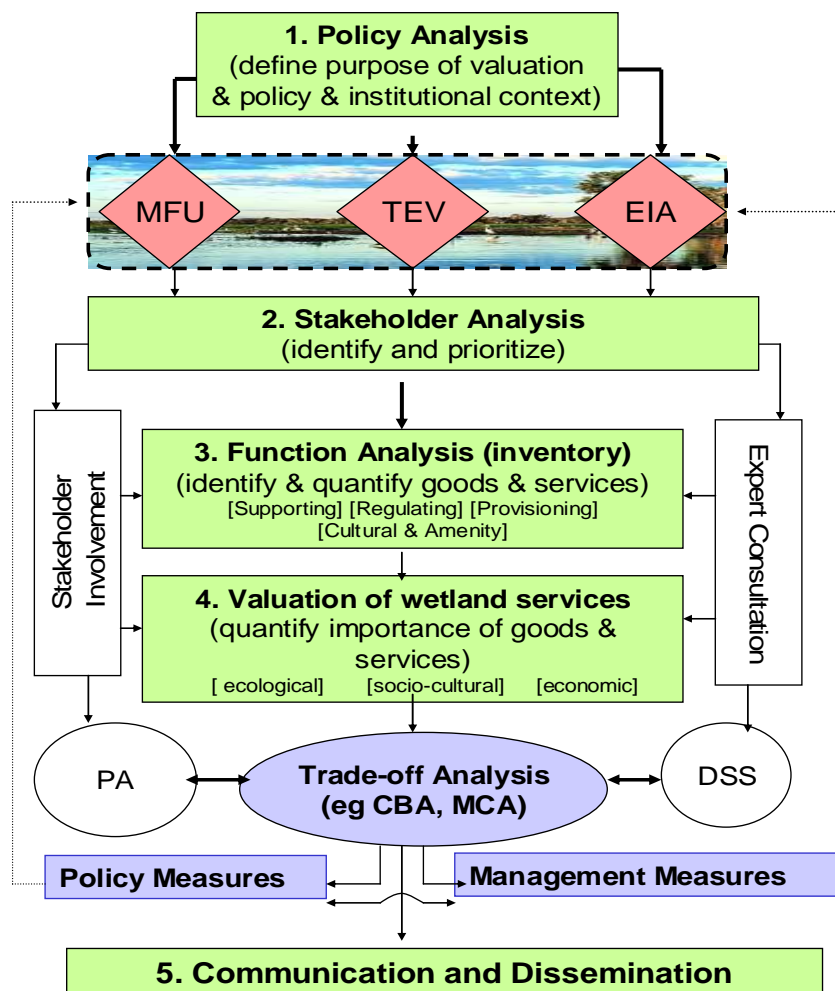 1. Policy Analysis
(define purpose of valuation
& policy & institutional context)
MFU
TEV
EIA
2. Stakeholder Analysis
(identify and prioritize)
Stakeholder
Involvement
3. Function Analysis (inventory)
(identify & quantify goods & services)
[Supporting] [Regulating] [Provisioning]
[Cultural & Amenity]
Expert Consultation
4. Valuation of wetland services
(quantify importance of goods &
services)
[ ecological] [socio-cultural] [economic]
PA
Trade-off Analysis
(eg CBA, MCA)
DSS
Policy Measures
Management Measures
5. Communication and Dissemination